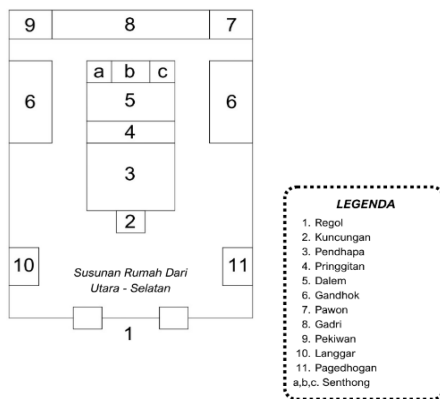 9 8 7
a b c
6 5 6
4
3
2
10 11
Susunan Rumah Dari
Utara - Selatan
1
LEGENDA
1. Regol
2. Kuncungan
3. Pendhapa
4. Pringgitan
5. Dalem
6. Gandhok
7. Pawon
8. Gadri
9. Pekiwan
10. Langgar
11. Pagedhogan
a,b,c. Senthong